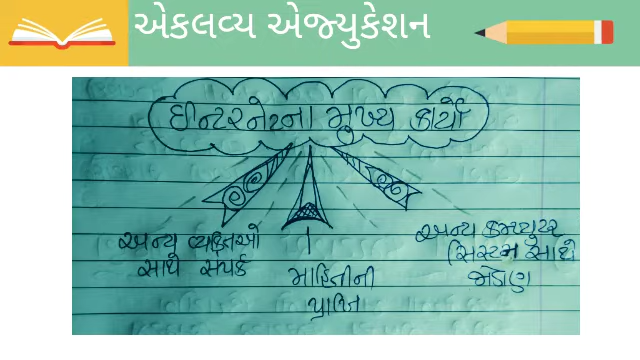 એકલવ્ય એજ્યુકેશન
ઈન્ટરનેટના મુખ્ય કાર્યો
અન્ય વ્યક્તિઓ
સાથે સંપર્ક
માહિતીની
પ્રાપ્તિ
અન્ય કમ્પ્યુટર
સિસ્ટમ સાથે
જોડાણ